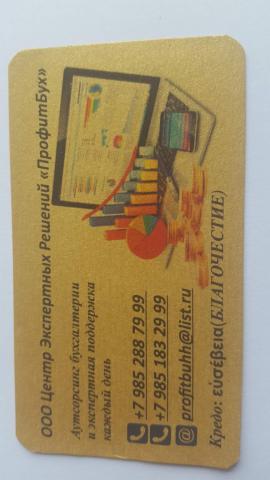 ООО Центр Экспертных Решений «ПрофитБух»
Аутсорсинг бухгалтерии
и экспертная поддержка
каждый день
+7 985 288 79 99
+7 985 183 29 99
@ profitbuhh@list.ru
Кредо: εὐσέβεια(БЛАГОЧЕСТИЕ)